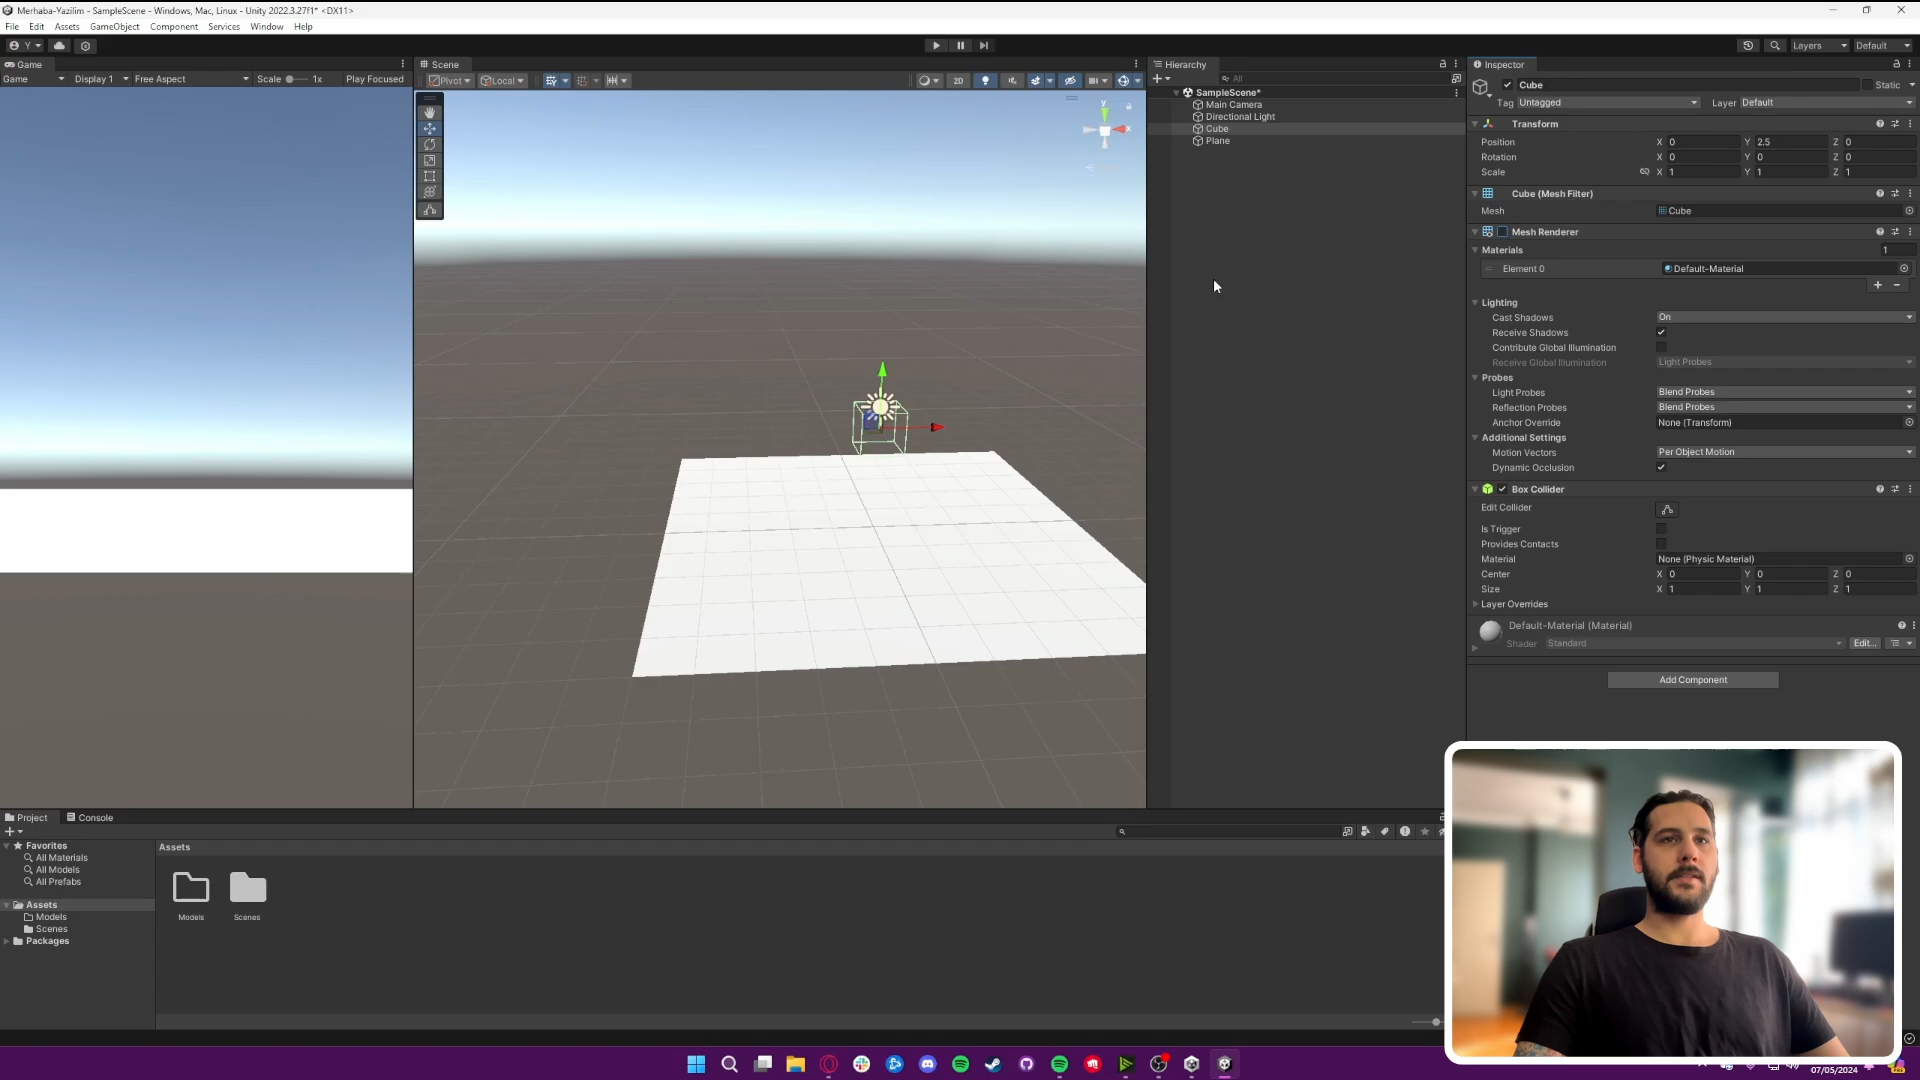 Merhaba-Yazilim - SampleScene - Windows, Mac, Linux - Unity 2022.3.27f1* <DX11>
File Edit Assets GameObject Component Services Window Help
Y Layers Default
Game
Game Display 1 Free Aspect Scale 1x Play Focused
Scene
Pivot Local 2D
y
x
Hierarchy
All
SampleScene*
Main Camera
Directional Light
Cube
Plane
Inspector
Cube Static
Tag Untagged Layer Default
Transform
Position X 0 Y 2.5 Z 0
Rotation X 0 Y 0 Z 0
Scale X 1 Y 1 Z 1
Cube (Mesh Filter)
Mesh Cube
Mesh Renderer
Materials 1
Element 0 Default-Material
Lighting
Cast Shadows On
Receive Shadows
Contribute Global Illumination
Receive Global Illumination Light Probes
Probes
Light Probes Blend Probes
Reflection Probes Blend Probes
Anchor Override None (Transform)
Additional Settings
Motion Vectors Per Object Motion
Dynamic Occlusion
Box Collider
Edit Collider
Is Trigger
Provides Contacts
Material None (Physic Material)
Center X 0 Y 0 Z 0
Size X 1 Y 1 Z 1
Layer Overrides
Default-Material (Material)
Shader Standard Edit...
Add Component
Project Console
Favorites
All Materials
All Models
All Prefabs
Assets
Models
Scenes
Packages
Assets
Models Scenes
07/05/2024